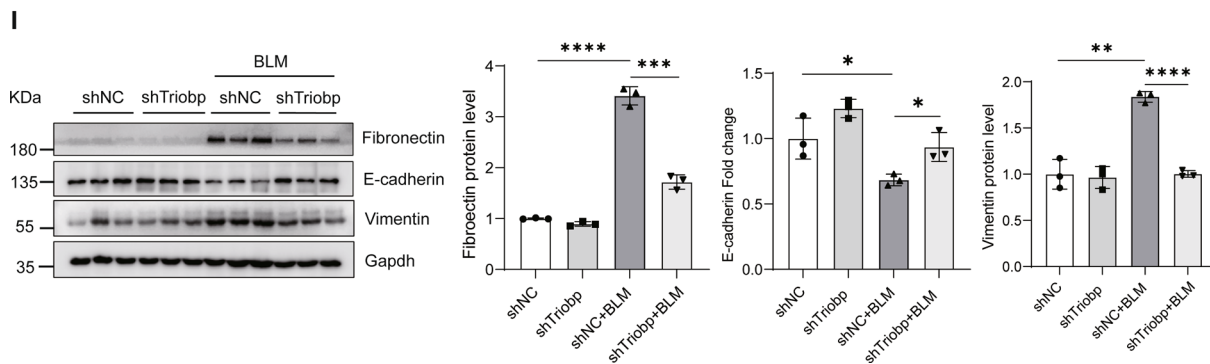 I
BLM
KDa
shNC
shTriobp
shNC
shTriobp
180
135
55
35
Fibronectin
E-cadherin
Vimentin
Gapdh
Fibroectin protein level
4
3
2
1
0
****
***
shNC
shTriobp
shNC+BLM
shTriobp+BLM
E-cadherin Fold change
1.5
1.0
0.5
0.0
*
*
shNC
shTriobp
shNC+BLM
shTriobp+BLM
Vimentin protein level
2.0
1.5
1.0
0.5
0.0
**
****
shNC
shTriobp
shNC+BLM
shTriobp+BLM